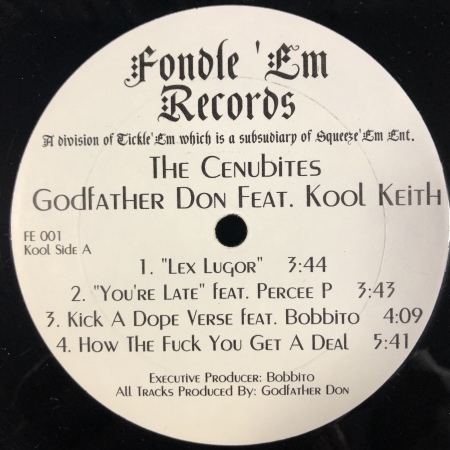 Fondle 'Em
Records
A division of Tickle'Em which is a subsudiary of Squeeze'Em Ent.
The Cenubites
Godfather Don Feat. Kool Keith
FE 001
Kool Side A
1. "Lex Lugor" 3:44
2. "You're Late" feat. Percee P 3:43
3. Kick A Dope Verse feat. Bobbito 4:09
4. How The Fuck You Get A Deal 5:41
Executive Producer: Bobbito
All Tracks Produced By: Godfather Don